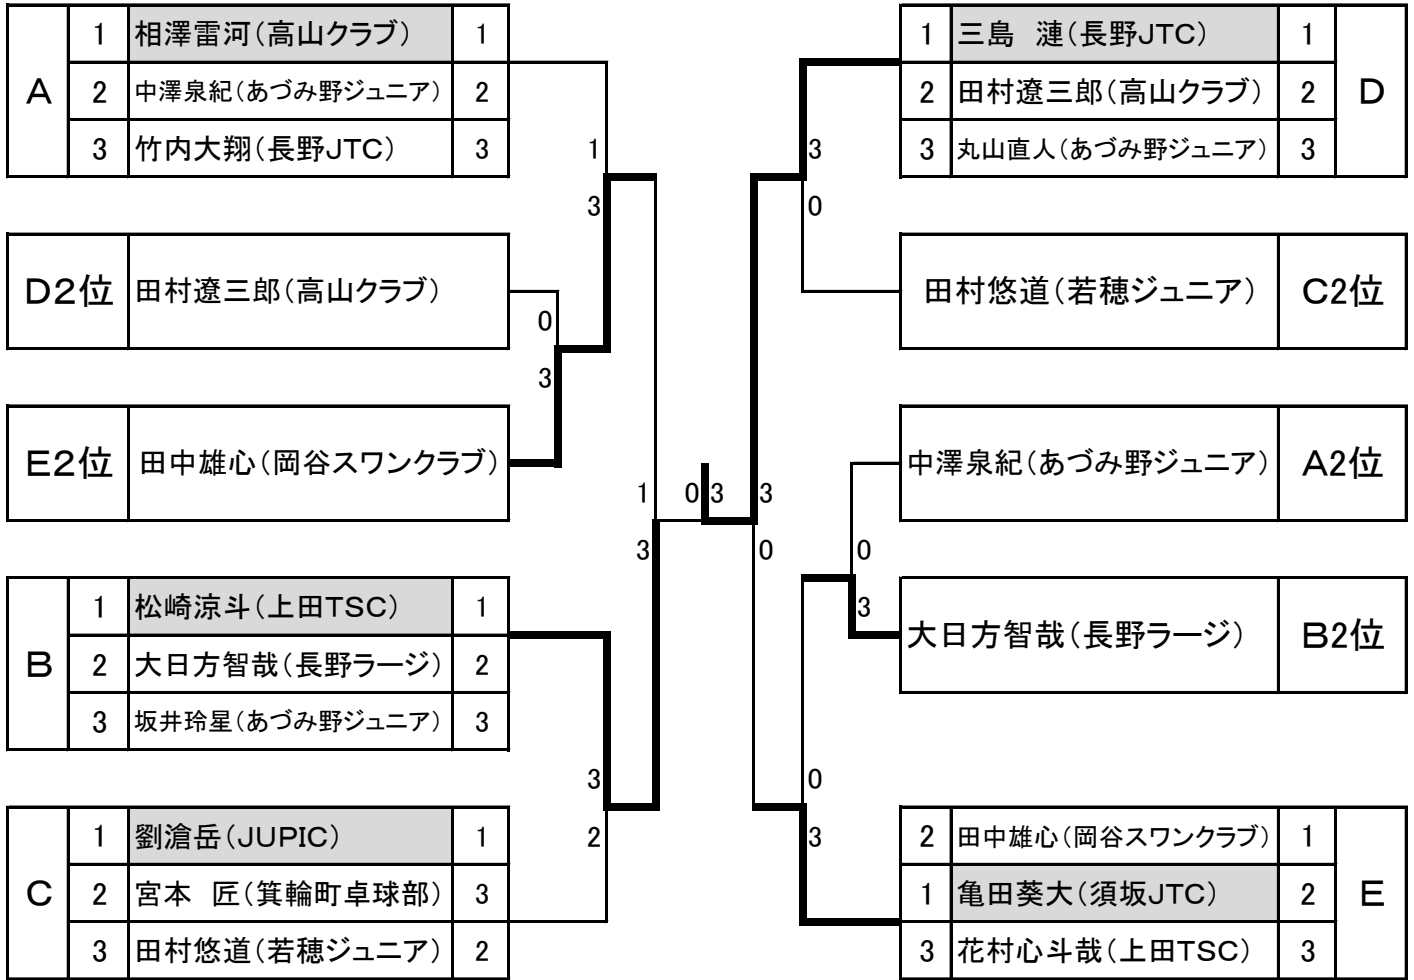 A
1 相澤雷河(高山クラブ) 1
2 中澤泉紀(あづみ野ジュニア) 2
3 竹内大翔(長野JTC) 3
D2位 田村遼三郎(高山クラブ)
E2位 田中雄心(岡谷スワンクラブ)
B
1 松崎涼斗(上田TSC) 1
2 大日方智哉(長野ラージ) 2
3 坂井玲星(あづみ野ジュニア) 3
C
1 劉滄岳(JUPIC) 1
2 宮本 匠(箕輪町卓球部) 3
3 田村悠道(若穂ジュニア) 2
1
3
0
3
1
3
3
2
0 3
3
0
3
0
0
3
0
3
1 三島 漣(長野JTC) 1
2 田村遼三郎(高山クラブ) 2
3 丸山直人(あづみ野ジュニア) 3
D
田村悠道(若穂ジュニア) C2位
中澤泉紀(あづみ野ジュニア) A2位
大日方智哉(長野ラージ) B2位
2 田中雄心(岡谷スワンクラブ) 1
1 亀田葵大(須坂JTC) 2
3 花村心斗哉(上田TSC) 3
E